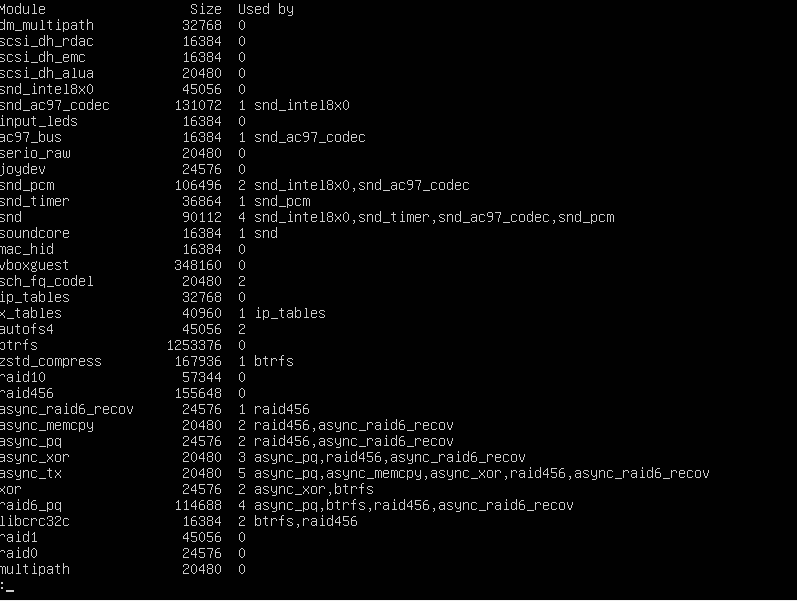 Module                  Size  Used by
dm_multipath           32768  0
scsi_dh_rdac           16384  0
scsi_dh_emc            16384  0
scsi_dh_alua           20480  0
snd_intel8x0           45056  0
snd_ac97_codec        131072  1 snd_intel8x0
input_leds             16384  0
ac97_bus               16384  1 snd_ac97_codec
serio_raw              20480  0
joydev                 24576  0
snd_pcm               106496  2 snd_intel8x0,snd_ac97_codec
snd_timer              36864  1 snd_pcm
snd                    90112  4 snd_intel8x0,snd_timer,snd_ac97_codec,snd_pcm
soundcore              16384  1 snd
mac_hid                16384  0
vboxguest             348160  0
sch_fq_codel           20480  2
ip_tables              32768  0
x_tables               40960  1 ip_tables
autofs4                45056  2
btrfs                1253376  0
zstd_compress         167936  1 btrfs
raid10                 57344  0
raid456               155648  0
async_raid6_recov      24576  1 raid456
async_memcpy           20480  2 raid456,async_raid6_recov
async_pq               24576  2 raid456,async_raid6_recov
async_xor              20480  3 async_pq,raid456,async_raid6_recov
async_tx               20480  5 async_pq,async_memcpy,async_xor,raid456,async_raid6_recov
xor                    24576  2 async_xor,btrfs
raid6_pq              114688  4 async_pq,btrfs,raid456,async_raid6_recov
libcrc32c              16384  2 btrfs,raid456
raid1                  45056  0
raid0                  24576  0
multipath              20480  0
:_